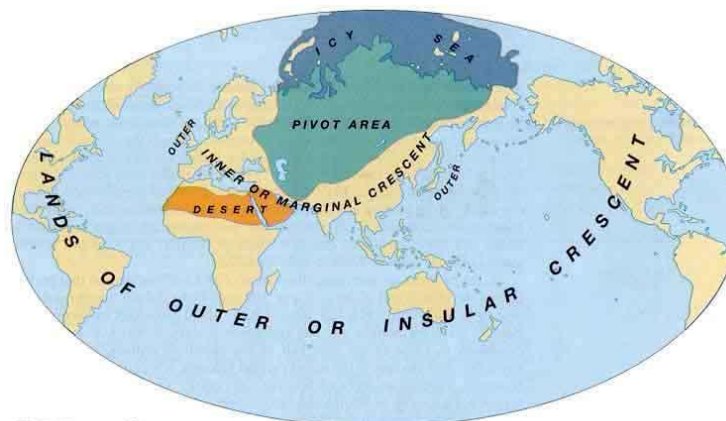 ICY SEA
PIVOT AREA
OUTER
INNER OR MARGINAL CRESCENT
OUTER
DESERT
LANDS OF OUTER OR INSULAR CRESCENT